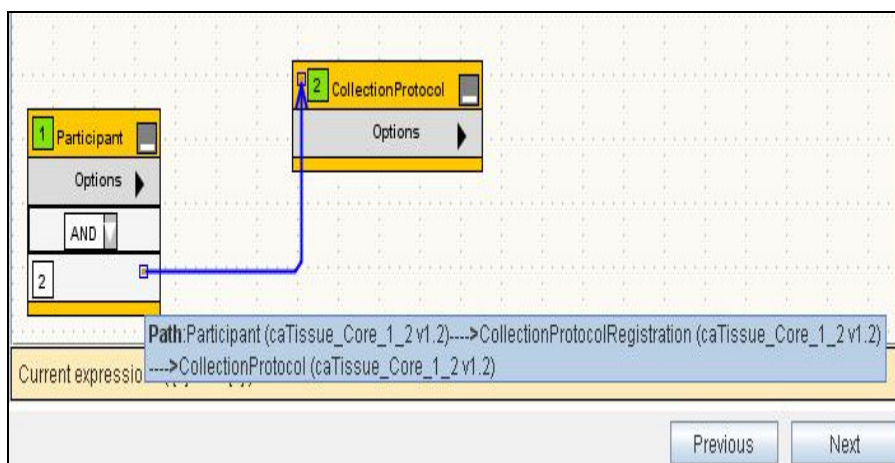 1 Participant
Options
AND
2
2 CollectionProtocol
Options
Path:Participant (caTissue_Core_1_2 v1.2)---->CollectionProtocolRegistration (caTissue_Core_1_2 v1.2)
---->CollectionProtocol (caTissue_Core_1_2 v1.2)
Current expressio
Previous
Next